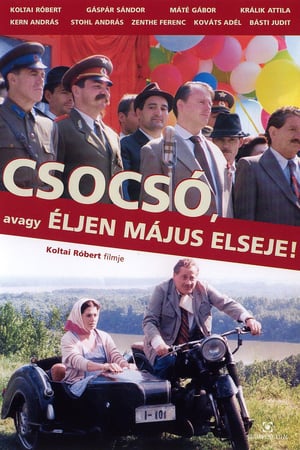 KOLTAI RÓBERT GÁSPÁR SÁNDOR MÁTÉ GÁBOR KRÁLIK ATTILA
KERN ANDRÁS STOHL ANDRÁS ZENTHE FERENC KOVÁTS ADÉL BÁSTI JUDIT
CSOCSÓ,
avagy ÉLJEN MÁJUS ELSEJE!
Koltai Róbert filmje
I-101